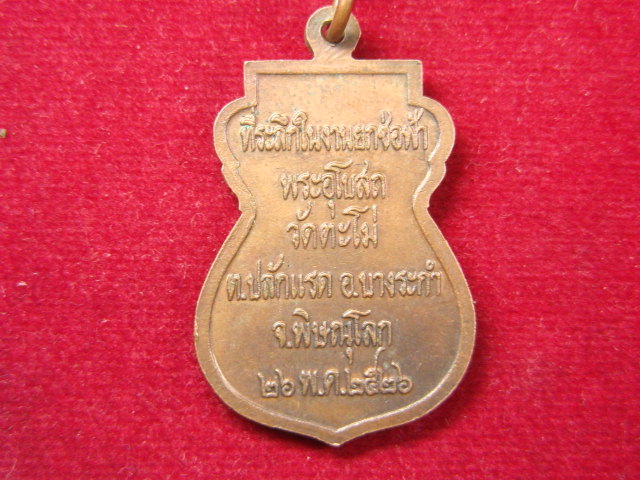 ที่ระลึกในงานยกช่อฟ้า
พระอุโบสถ
วัดตะโม่
ต.ปลักแรด อ.บางระกำ
จ.พิษณุโลก
๒๖ พ.ค.๒๕๒๖